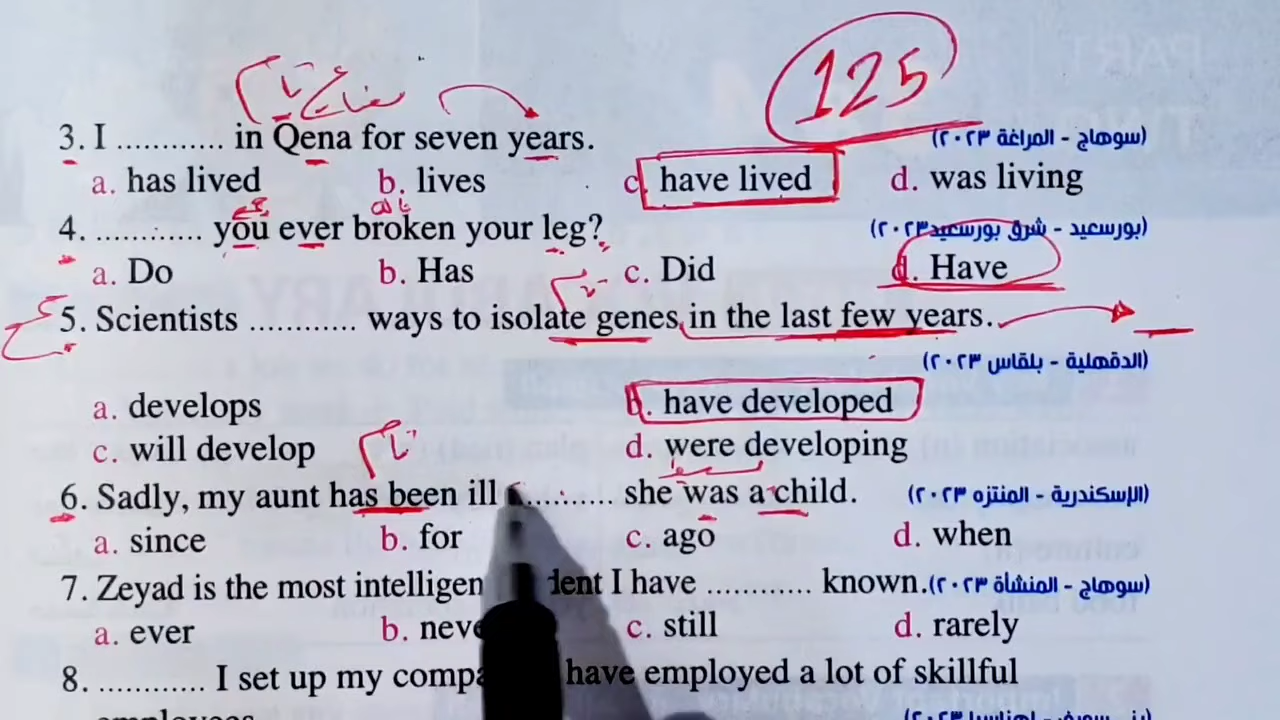 125
3. I ............ in Qena for seven years. (سوهاج - المراغة ٢٠٢٣)
a. has lived b. lives c. have lived d. was living
4. ............ you ever broken your leg? (بورسعيد - شرق بورسعيد ٢٠٢٣)
a. Do b. Has c. Did d. Have
5. Scientists ............ ways to isolate genes in the last few years.
(الدقهلية - بلقاس ٢٠٢٣)
a. develops b. have developed
c. will develop d. were developing
6. Sadly, my aunt has been ill ............ she was a child. (الإسكندرية - المنتزه ٢٠٢٣)
a. since b. for c. ago d. when
7. Zeyad is the most intelligen dent I have ............ known. (سوهاج - المنشأة ٢٠٢٣)
a. ever b. neve c. still d. rarely
8. ............ I set up my compa have employed a lot of skillful